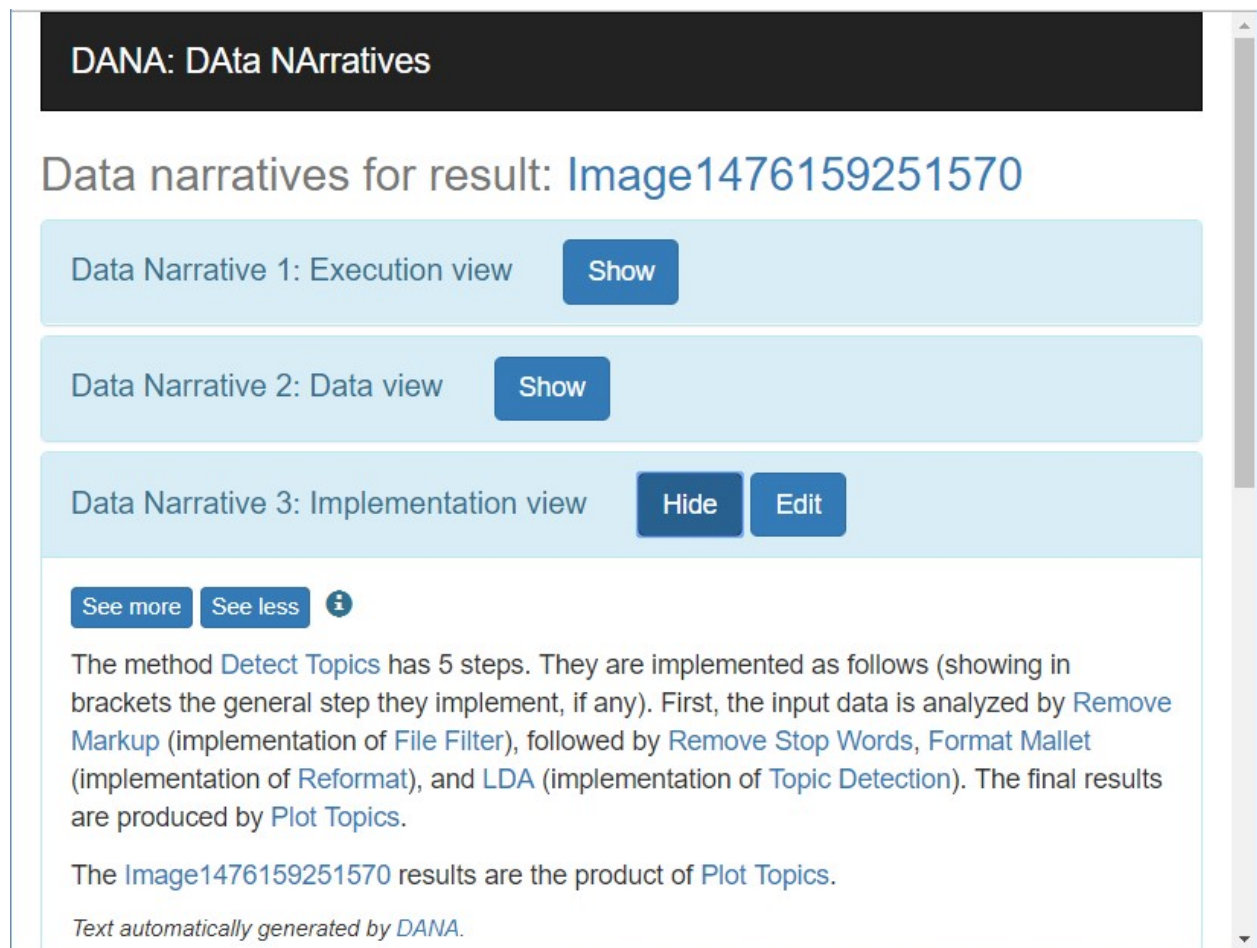 DANA: DAta NArratives
Data narratives for result: Image1476159251570
Data Narrative 1: Execution view Show
Data Narrative 2: Data view Show
Data Narrative 3: Implementation view Hide Edit
See more See less
The method Detect Topics has 5 steps. They are implemented as follows (showing in
brackets the general step they implement, if any). First, the input data is analyzed by Remove
Markup (implementation of File Filter), followed by Remove Stop Words, Format Mallet
(implementation of Reformat), and LDA (implementation of Topic Detection). The final results
are produced by Plot Topics.
The Image1476159251570 results are the product of Plot Topics.
Text automatically generated by DANA.